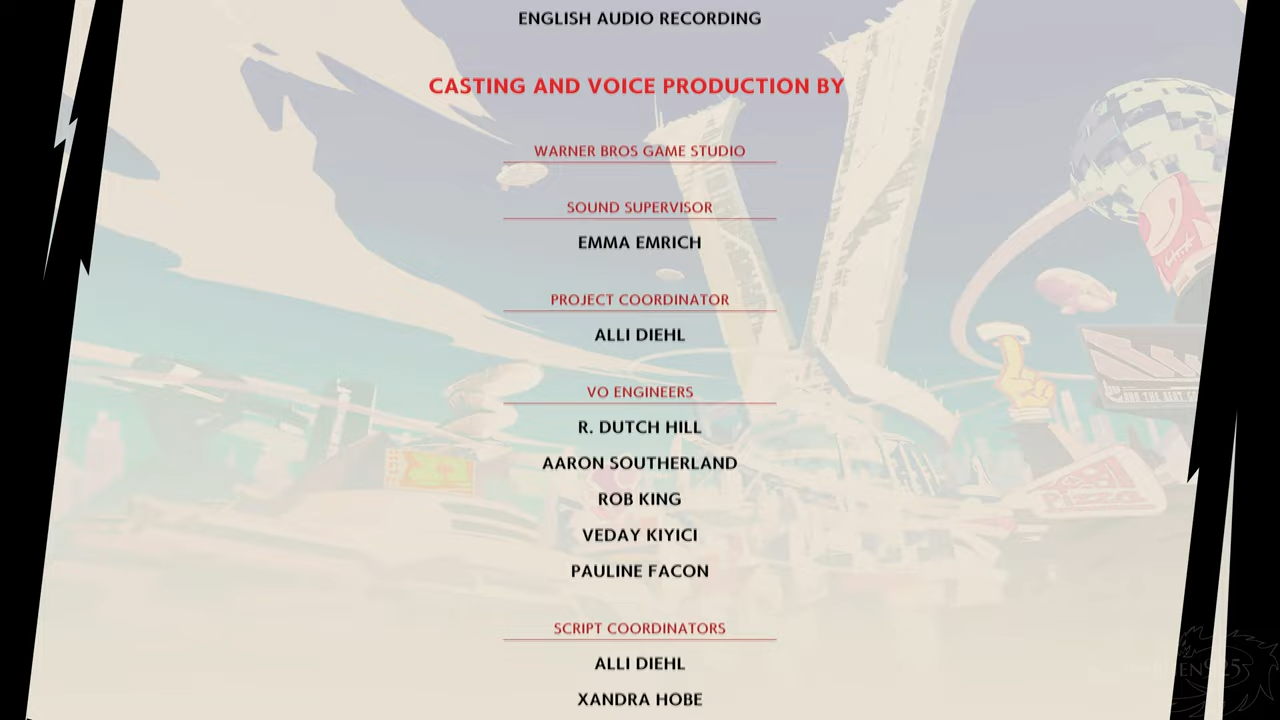 ENGLISH AUDIO RECORDING
CASTING AND VOICE PRODUCTION BY
WARNER BROS GAME STUDIO
SOUND SUPERVISOR
EMMA EMRICH
PROJECT COORDINATOR
ALLI DIEHL
VO ENGINEERS
R. DUTCH HILL
AARON SOUTHERLAND
ROB KING
VEDAY KIYICI
PAULINE FACON
SCRIPT COORDINATORS
ALLI DIEHL
XANDRA HOBE